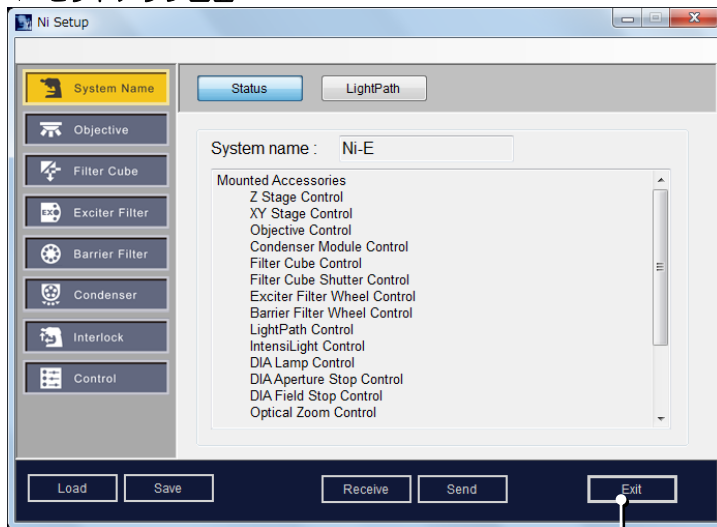 Ni Setup
System Name
Status
LightPath
Objective
System name :
Ni-E
Filter Cube
Mounted Accessories
Z Stage Control
XY Stage Control
EXC
Exciter Filter
Objective Control
Condenser Module Control
Barrier Filter
Filter Cube Control
Filter Cube Shutter Control
Condenser
Exciter Filter Wheel Control
Barrier Filter Wheel Control
Interlock
LightPath Control
IntensiLight Control
Control
DIA Lamp Control
DIA Aperture Stop Control
DIA Field Stop Control
Optical Zoom Control
Load
Save
Receive
Send
Exit